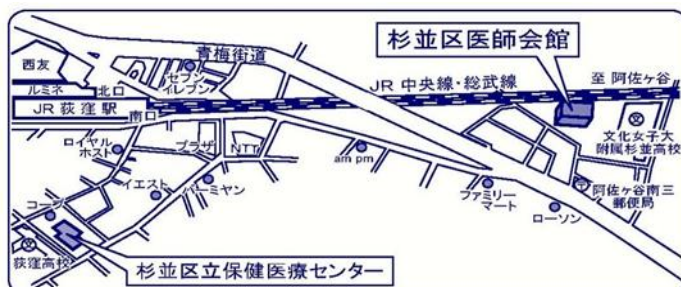 青梅街道
杉並区医師会館
西友
セブン
イレブン
JR 中央線・総武線
至 阿佐ヶ谷
ルミネ
北口
JR 荻窪駅
南口
文化女子大
附属杉並高校
ロイヤル
ホスト
プラザ
NTT
am pm
イエスト
バーミヤン
ファミリー
マート
阿佐ヶ谷南三
郵便局
ローソン
コープ
荻窪高校
杉並区立保健医療センター